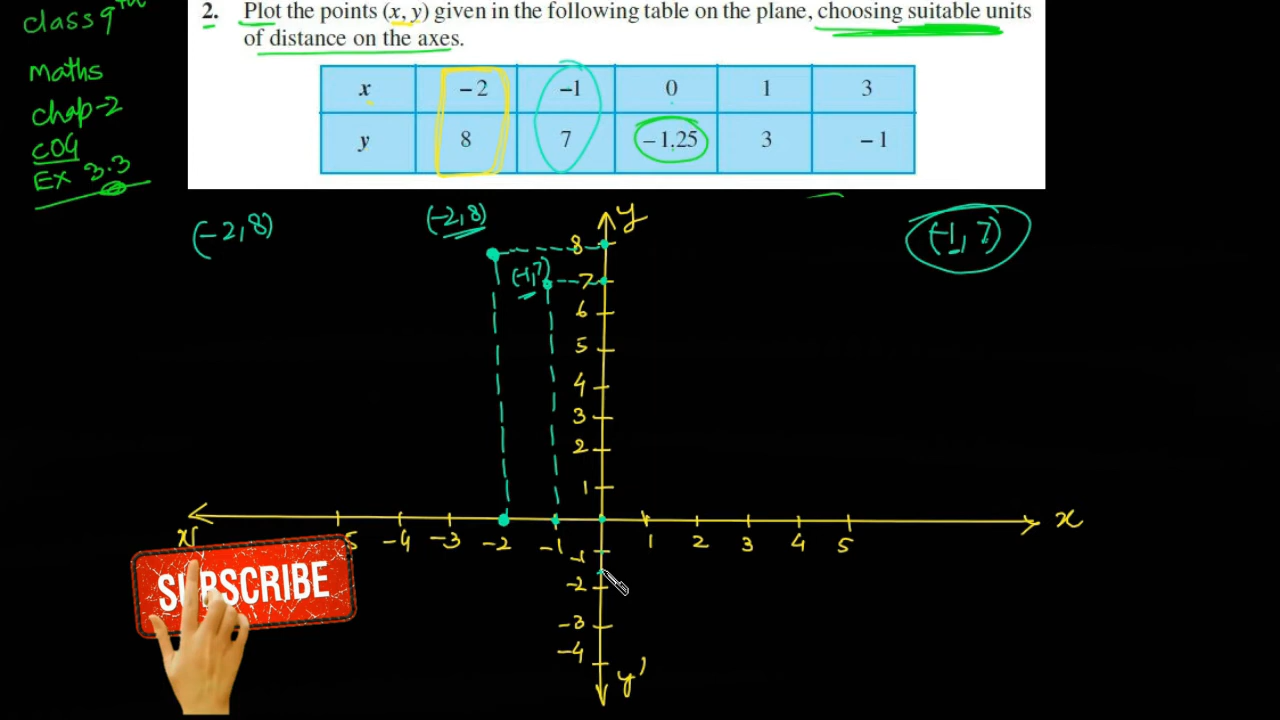 class 9th
maths
chap-2
COG
EX 3.3
2. Plot the points (x, y) given in the following table on the plane, choosing suitable units
of distance on the axes.
x -2 -1 0 1 3
y 8 7 -1.25 3 -1
(-2,8)
(-2,8)
(-1,7)
(-1,7)
y
8
7
6
5
4
3
2
1
x' 5 -4 -3 -2 -1 1 2 3 4 5 x
-1
-2
-3
-4
y'
SUBSCRIBE